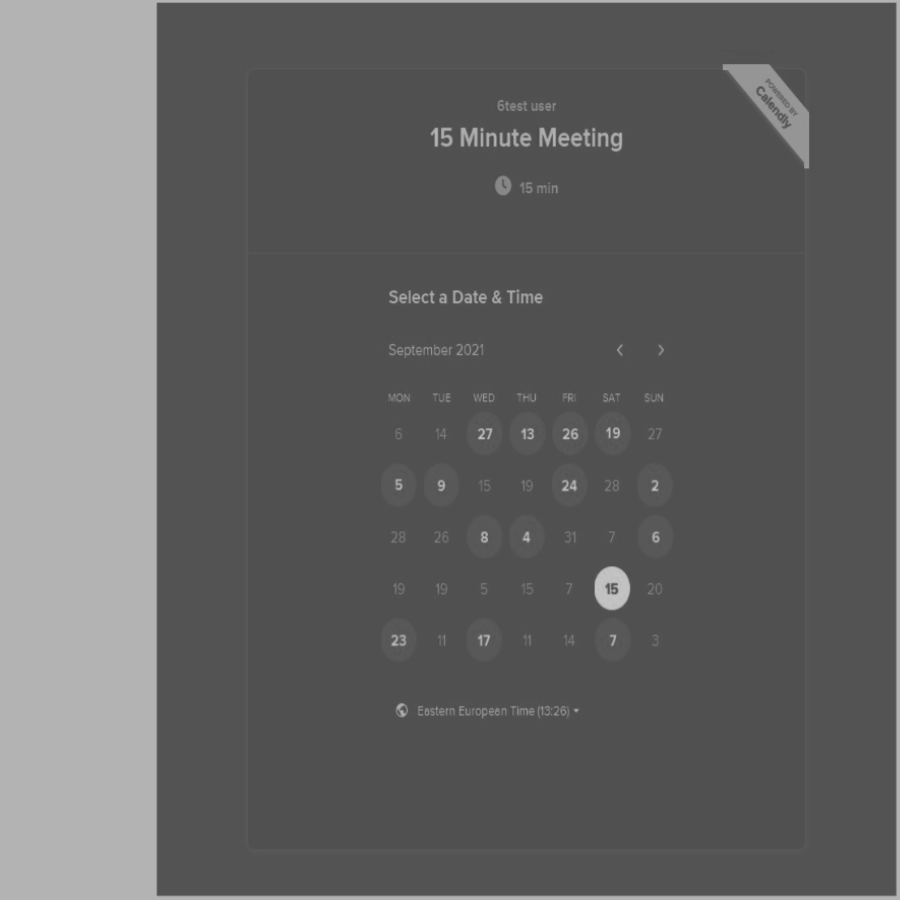 POWERED BY
Calendly
6test user
15 Minute Meeting
15 min
Select a Date & Time
September 2021
MON TUE WED THU FRI SAT SUN
6 14 27 13 26 19 27
5 9 15 19 24 28 2
28 26 8 4 31 7 6
19 19 5 15 7 15 20
23 11 17 11 14 7 3
Eastern European Time (13:26)